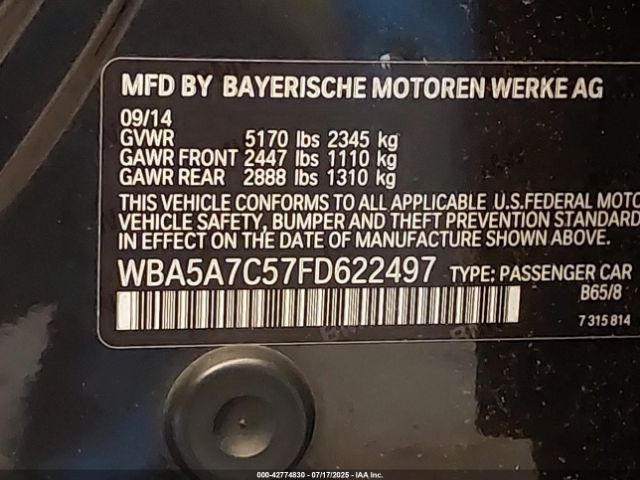 MFD BY BAYERISCHE MOTOREN WERKE AG
09/14
GVWR 5170 lbs 2345 kg
GAWR FRONT 2447 lbs 1110 kg
GAWR REAR 2888 lbs 1310 kg
THIS VEHICLE CONFORMS TO ALL APPLICABLE U.S.FEDERAL MOTO
VEHICLE SAFETY, BUMPER AND THEFT PREVENTION STANDARD
IN EFFECT ON THE DATE OF MANUFACTURE SHOWN ABOVE.
WBA5A7C57FD622497 TYPE: PASSENGER CAR
B65/8
7 315 814
000-42774830 - 07/17/2025 - IAA Inc.